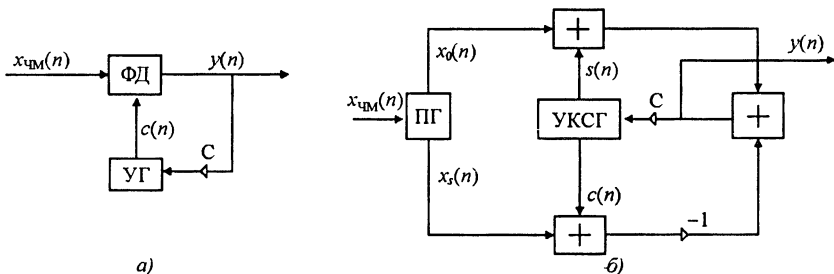 x_ЧМ(n)
ФД
y(n)
c(n)
C
УГ
а)
x_ЧМ(n)
ПГ
x_0(n)
+
s(n)
y(n)
УКСГ
C
+
x_s(n)
c(n)
+
−1
б)